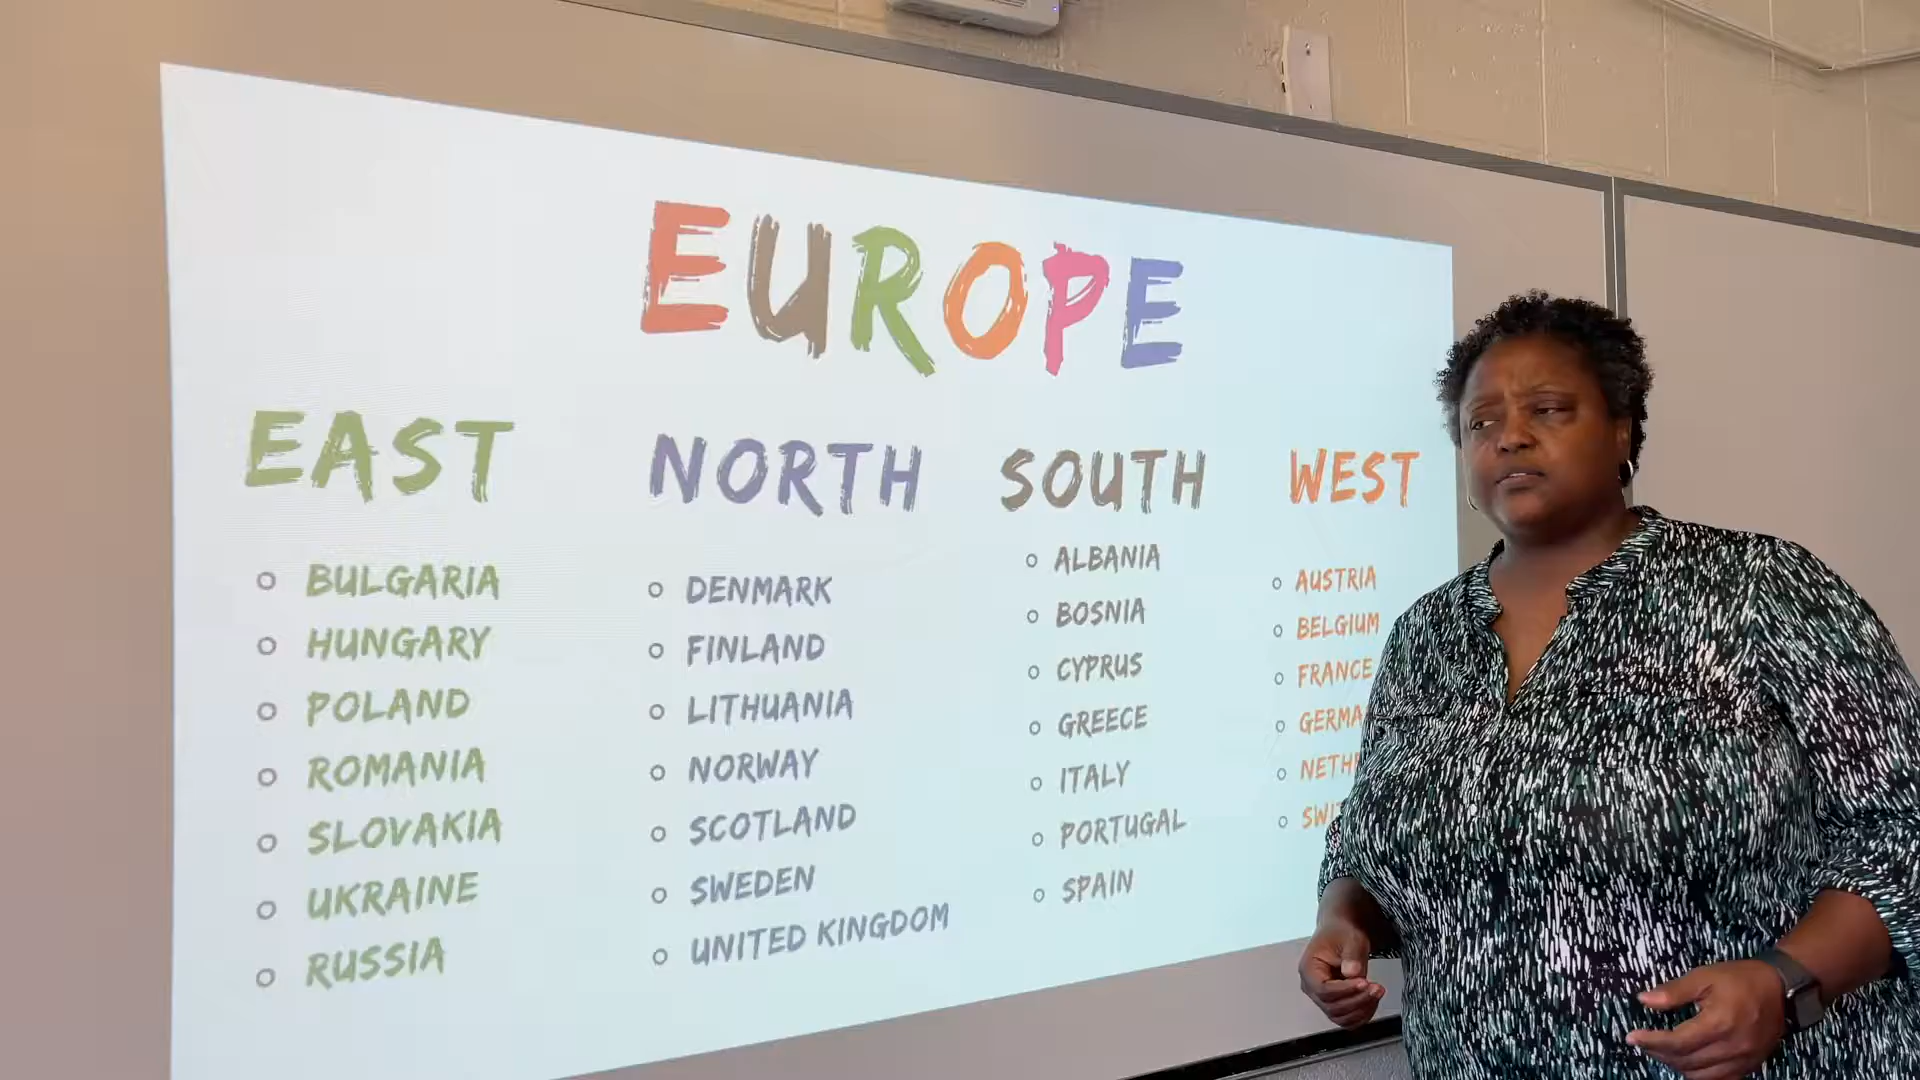 EUROPE
EAST
BULGARIA
HUNGARY
POLAND
ROMANIA
SLOVAKIA
UKRAINE
RUSSIA
NORTH
DENMARK
FINLAND
LITHUANIA
NORWAY
SCOTLAND
SWEDEN
UNITED KINGDOM
SOUTH
ALBANIA
BOSNIA
CYPRUS
GREECE
ITALY
PORTUGAL
SPAIN
WEST
AUSTRIA
BELGIUM
FRANCE